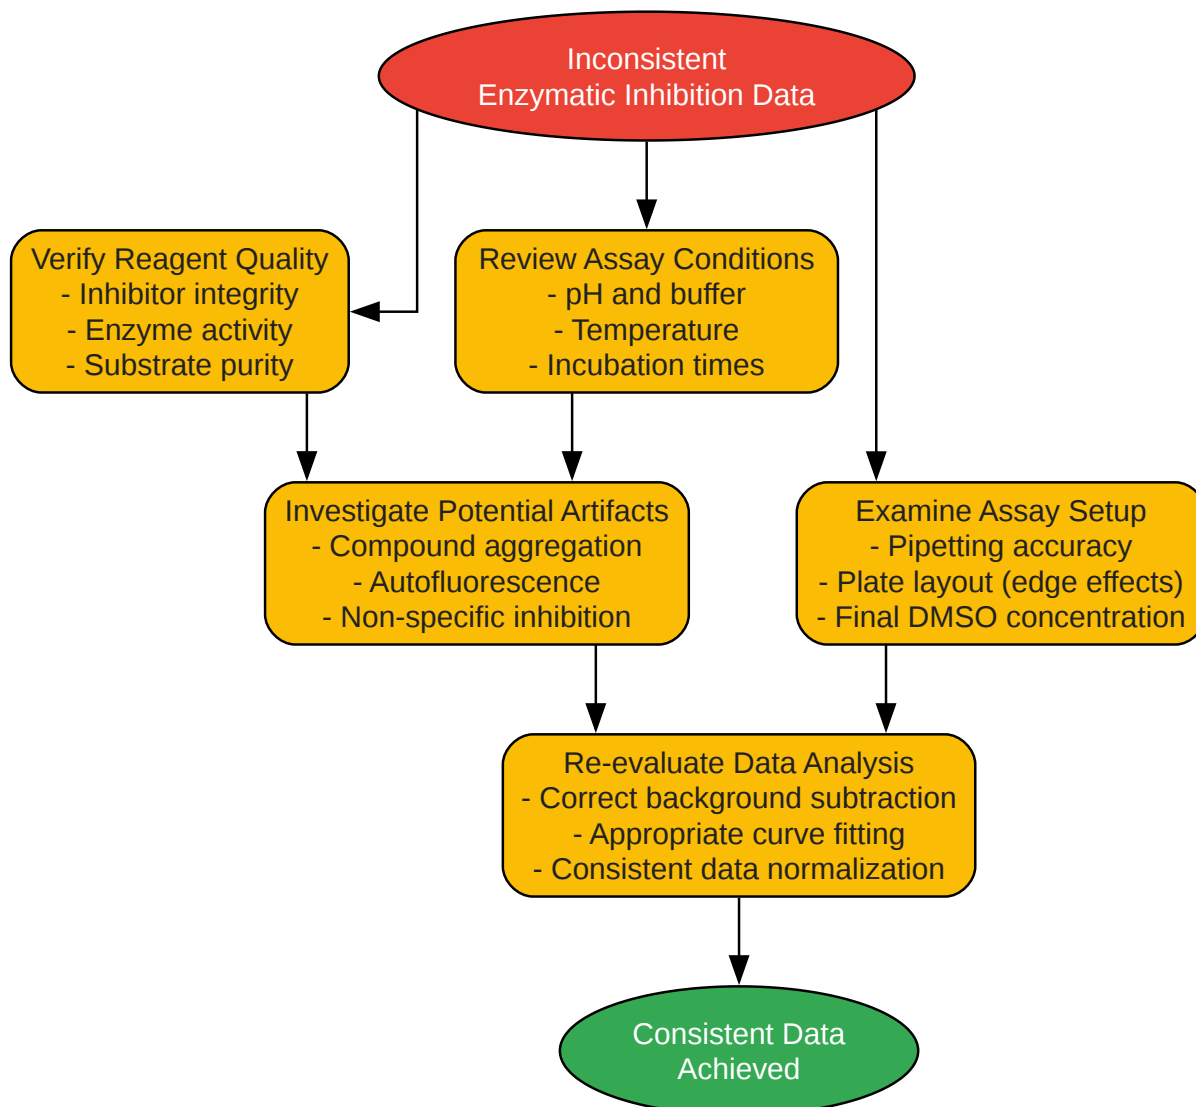 Inconsistent
Enzymatic Inhibition Data
Verify Reagent Quality
- Inhibitor integrity
- Enzyme activity
- Substrate purity
Review Assay Conditions
- pH and buffer
- Temperature
- Incubation times
Investigate Potential Artifacts
- Compound aggregation
- Autofluorescence
- Non-specific inhibition
Examine Assay Setup
- Pipetting accuracy
- Plate layout (edge effects)
- Final DMSO concentration
Re-evaluate Data Analysis
- Correct background subtraction
- Appropriate curve fitting
- Consistent data normalization
Consistent Data
Achieved